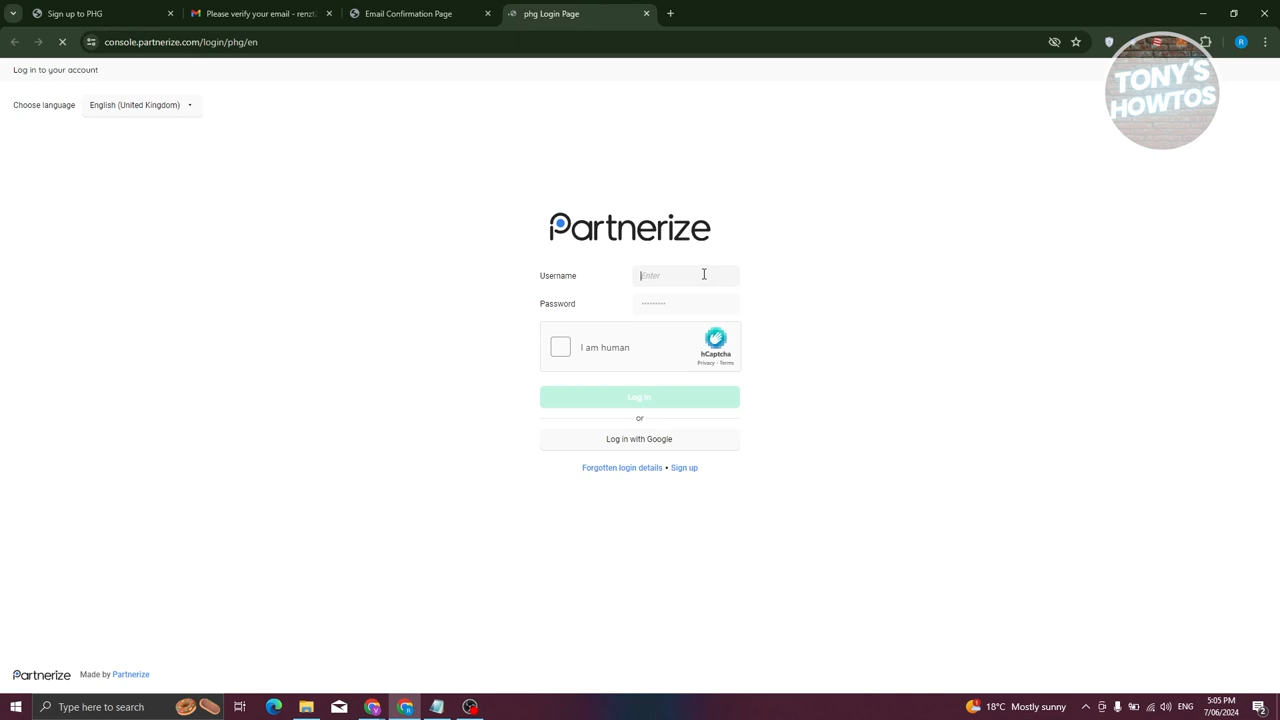 Sign up to PHG
Please verify your email - renzt
Email Confirmation Page
phg Login Page
console.partnerize.com/login/phg/en
R
Log in to your account
TONY'S
HOWTOS
Choose language
English (United Kingdom)
Partnerize
Username
Enter
Password
I am human
hCaptcha
Privacy - Terms
Log in
or
Log in with Google
Forgotten login details • Sign up
Partnerize
Made by Partnerize
Type here to search
18°C Mostly sunny
5:05 PM
7/06/2024
2